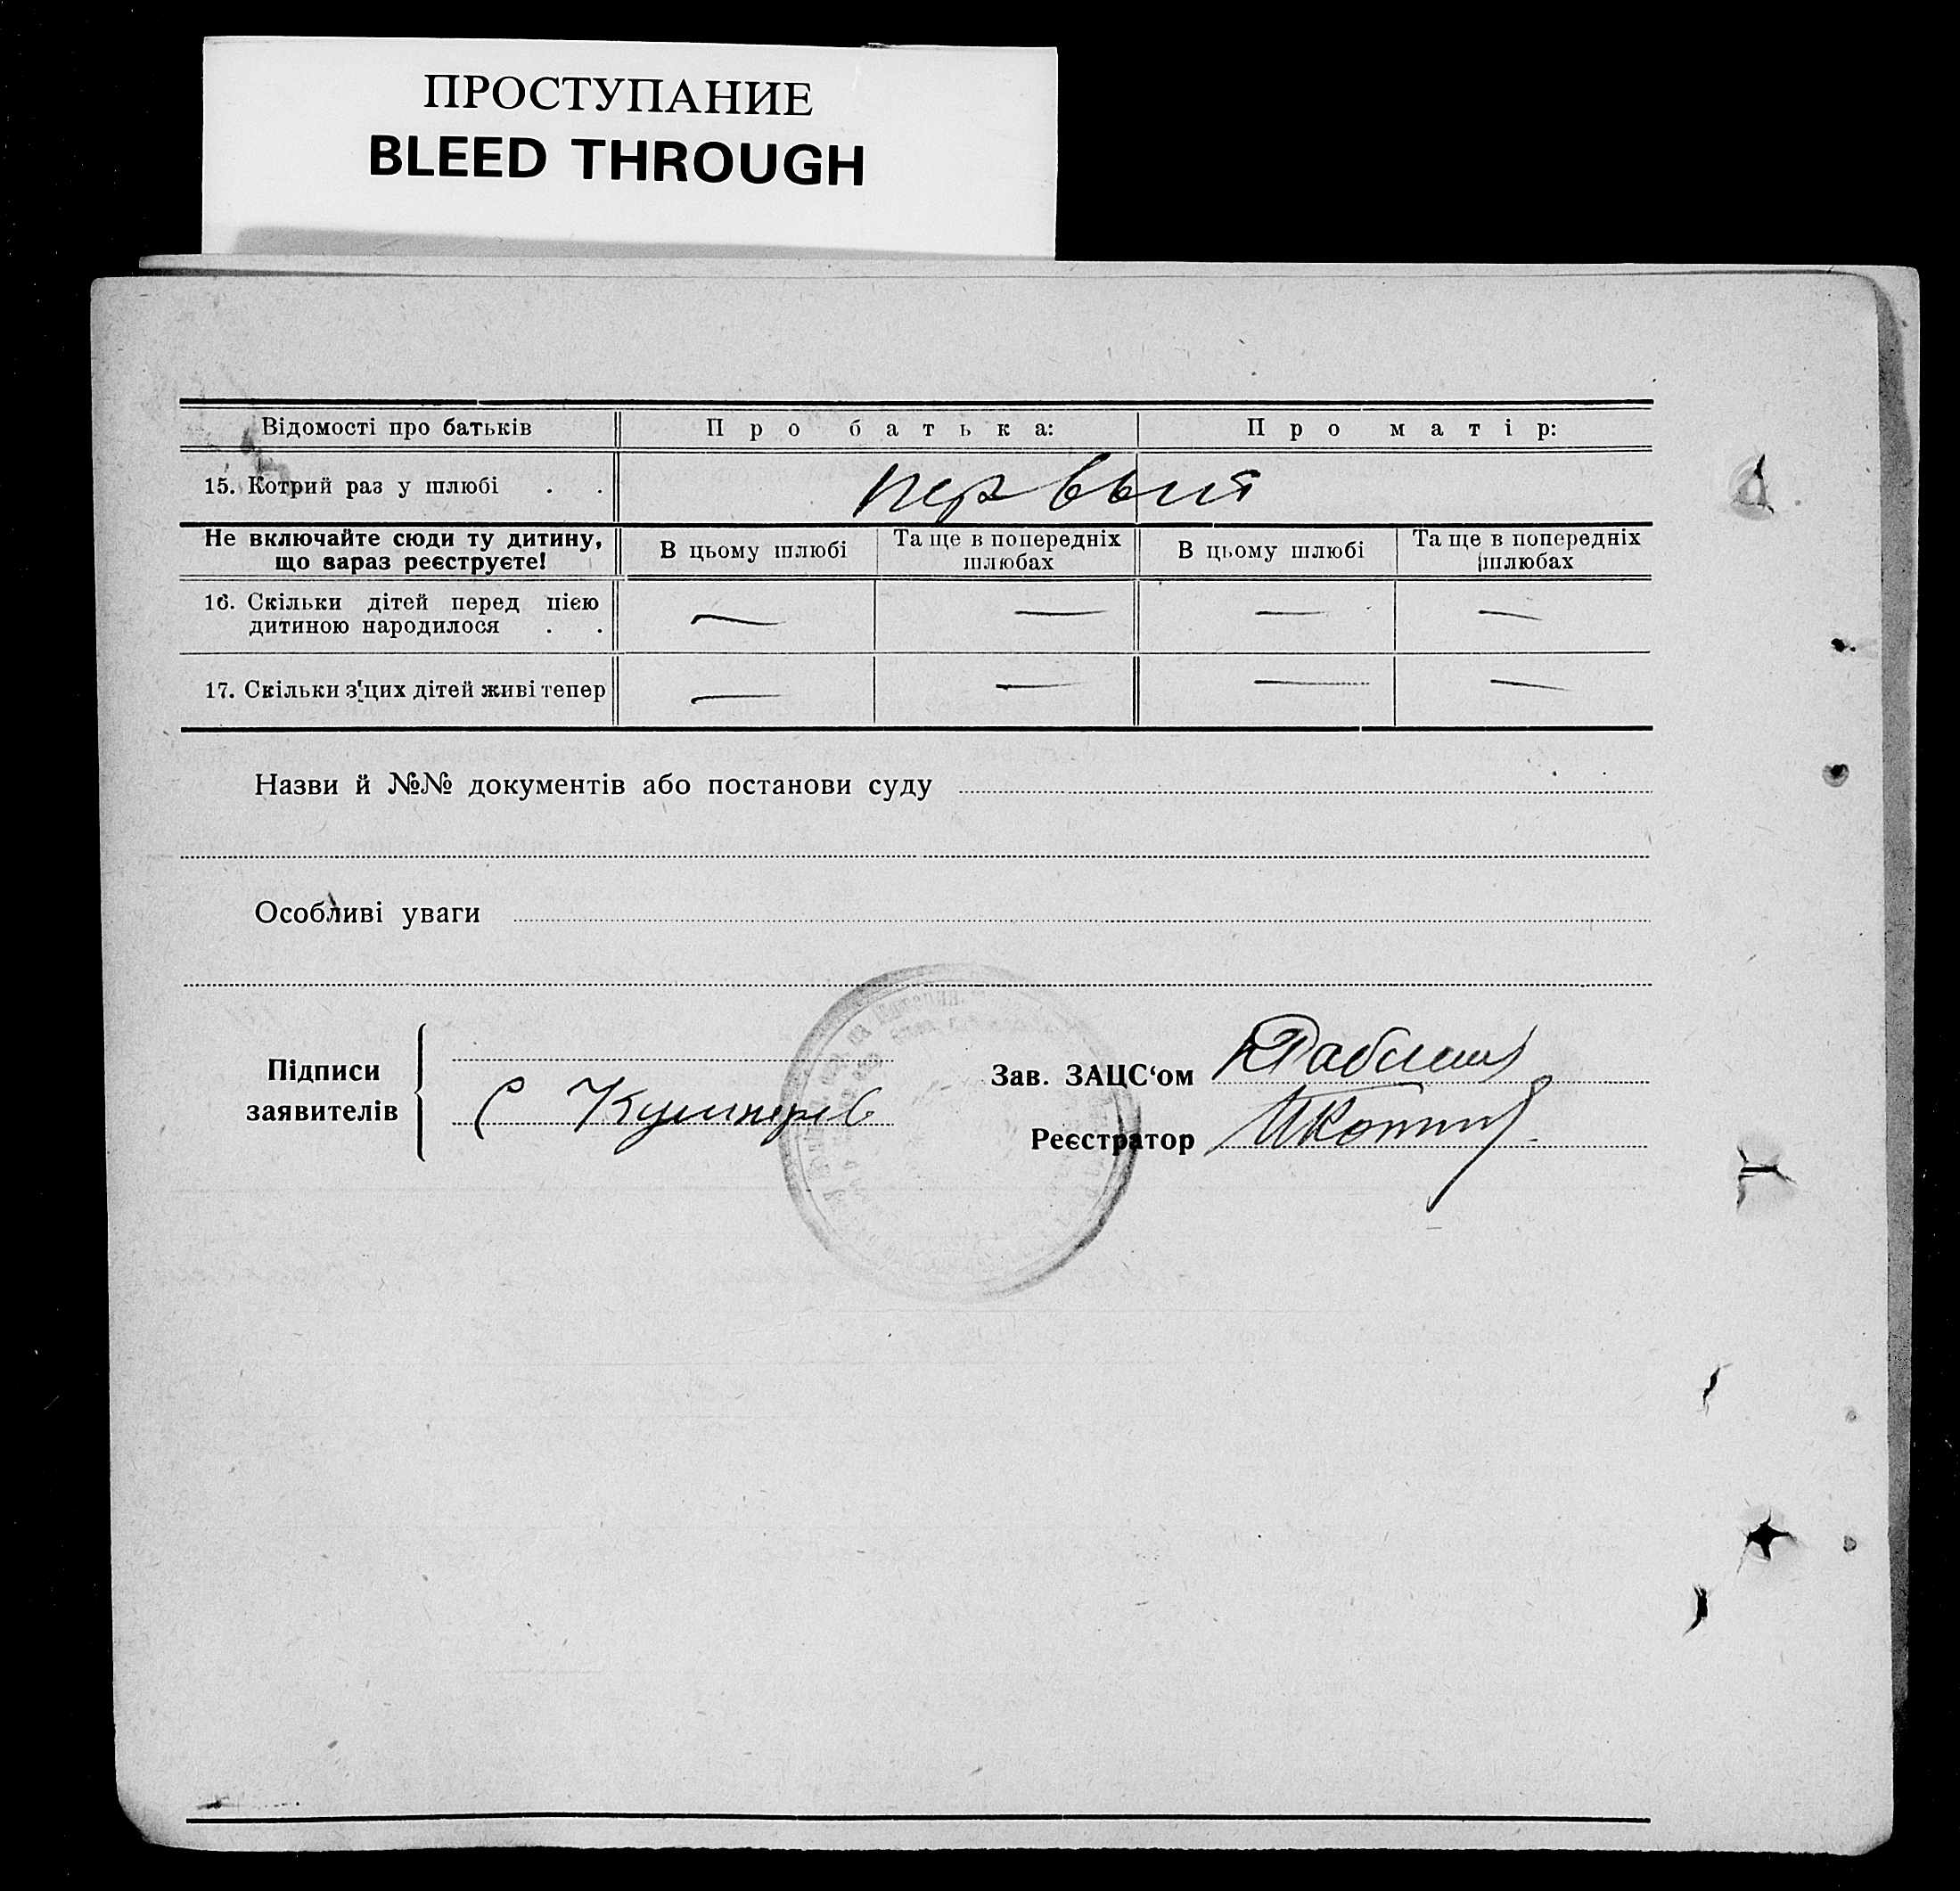 ПРОСТУПАНИЕ
BLEED THROUGH
Відомості про батьків Про батька: Про матір:
15. Котрий раз у шлюбі . . первый
Не включайте сюди ту дитину, що зараз реєструєте! В цьому шлюбі Та ще в попередніх шлюбах В цьому шлюбі Та ще в попередніх шлюбах
16. Скільки дітей перед цією
дитиною народилося . . — — — —
17. Скільки з'цих дітей живі тепер — — — —
Назви й №№ документів або постанови суду
Особливі уваги
Підписи заявителів
С
Зав. ЗАЦС‘ом
Реєстратор